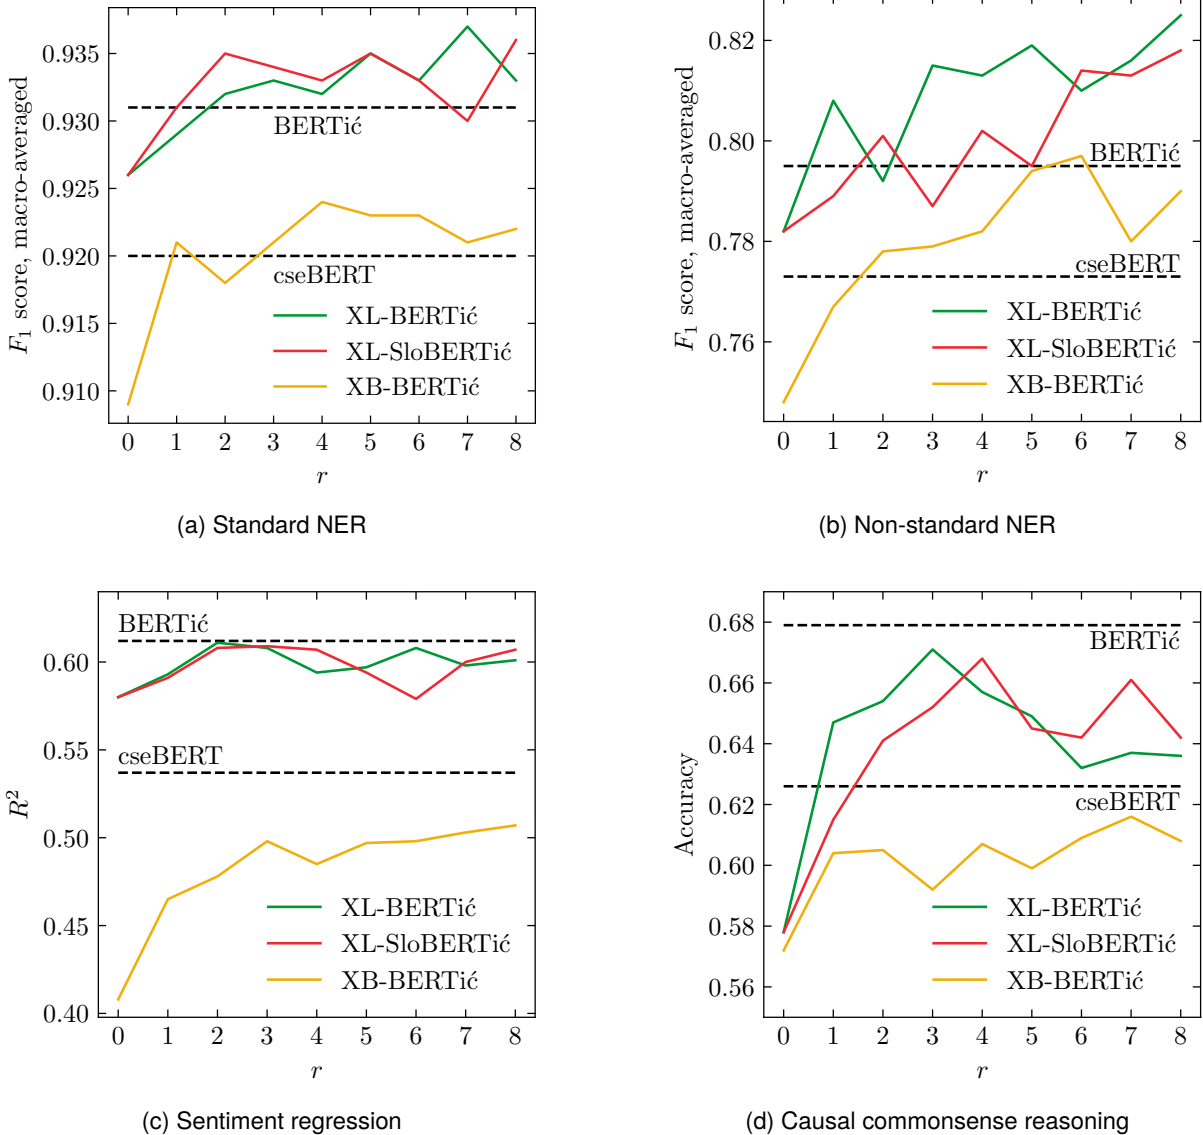 0.935
0.930
0.925
0.920
0.915
0.910
F1 score, macro-averaged
BERTić
cseBERT
XL-BERTić
XL-SloBERTić
XB-BERTić
0 1 2 3 4 5 6 7 8
r
(a) Standard NER
0.82
0.80
0.78
0.76
F1 score, macro-averaged
BERTić
cseBERT
XL-BERTić
XL-SloBERTić
XB-BERTić
0 1 2 3 4 5 6 7 8
r
(b) Non-standard NER
0.60
0.55
0.50
0.45
0.40
R²
BERTić
cseBERT
XL-BERTić
XL-SloBERTić
XB-BERTić
0 1 2 3 4 5 6 7 8
r
(c) Sentiment regression
0.68
0.66
0.64
0.62
0.60
0.58
0.56
Accuracy
BERTić
cseBERT
XL-BERTić
XL-SloBERTić
XB-BERTić
0 1 2 3 4 5 6 7 8
r
(d) Causal commonsense reasoning